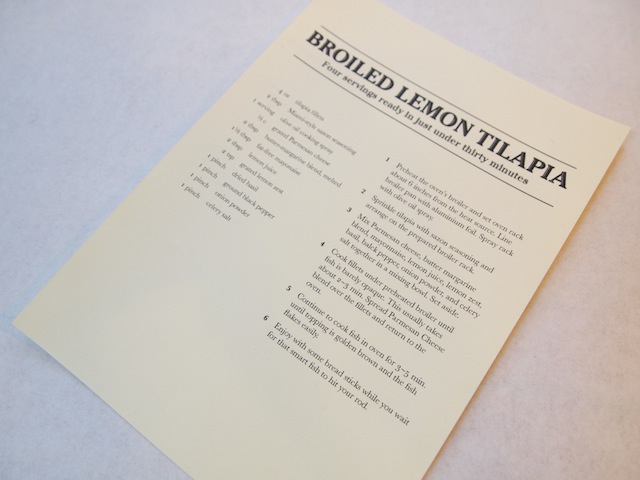 BROILED LEMON TILAPIA
Four servings ready in just under thirty minutes
4 oz tilapia fillets
2 tbsp Miami-style sazon seasoning
1 serving olive oil cooking spray
½ c grated Parmesan cheese
2 tbsp butter-margarine blend, melted
1 ½ tbsp fat-free mayonnaise
2 tbsp lemon juice
2 tsp grated lemon zest
1 pinch dried basil
1 pinch ground black pepper
1 pinch onion powder
1 pinch celery salt
1 Preheat the oven's broiler and set oven rack
about 6 inches from the heat source. Line
broiler pan with aluminum foil. Spray rack
with olive oil spray.
2 Sprinkle tilapia with sazon seasoning and
arrange on the prepared broiler rack.
3 Mix Parmesan cheese, butter margarine
blend, mayonnaise, lemon juice, lemon zest,
basil, balck pepper, onion powder, and celery
salt together in a mixing bowl. Set aside.
4 Cook fillets under preheated broiler until
fish is barely opaque. This usually takes
about 2–3 min. Spread Parmesan Cheese
blend over the fillets and return to the
oven.
5 Continue to cook fish in oven for 3–5 min.
until topping is golden brown and the fish
flakes easily.
6 Enjoy with some bread sticks while you wait
for that smart fish to hit your rod.